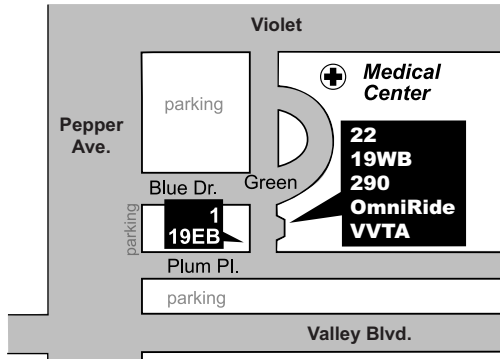 Violet
Medical
Center
parking
Pepper
Ave.
22
19WB
290
OmniRide
VVTA
Blue Dr.
Green
parking
1
19EB
Plum Pl.
parking
Valley Blvd.